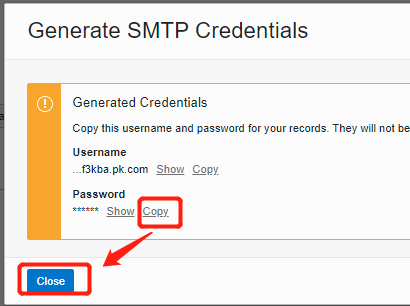 Generate SMTP Credentials
Generated Credentials
Copy this username and password for your records. They will not be
Username
...f3kba.pk.com Show Copy
Password
****** Show Copy
Close